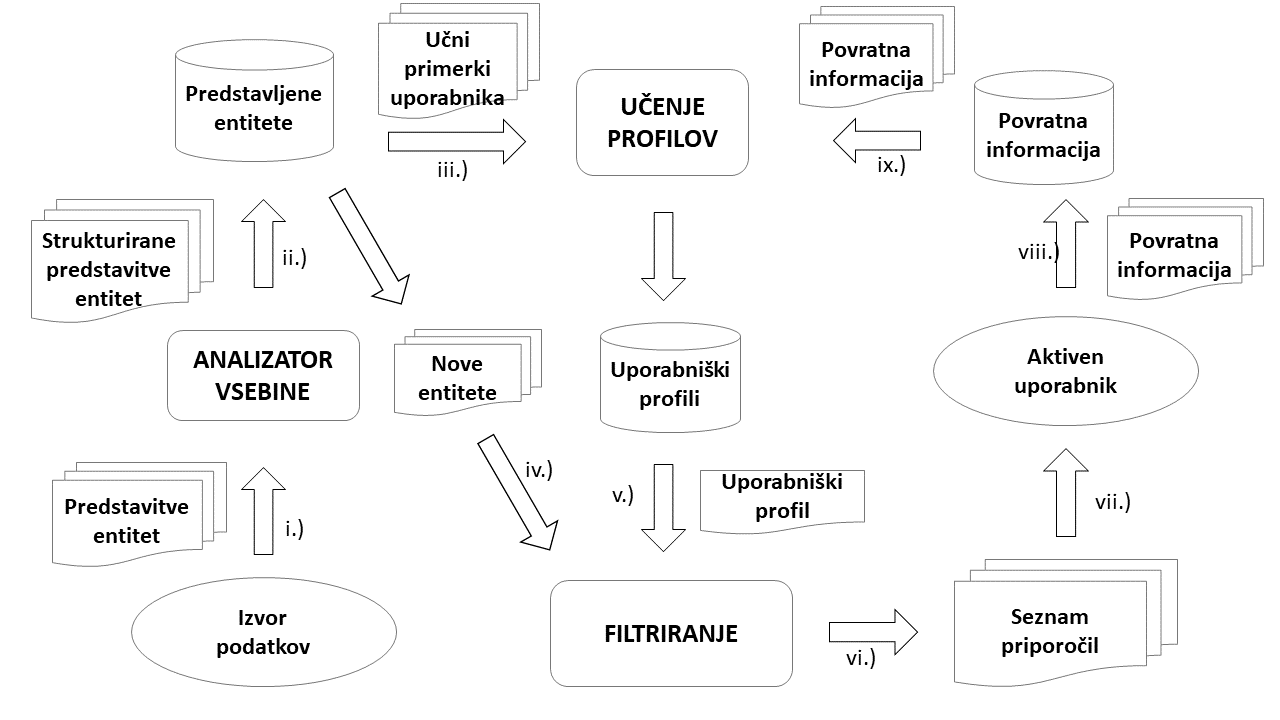 Predstavljene
entitete
Učni
primerki
uporabnika
iii.)
UČENJE
PROFILOV
Povratna
informacija
ix.)
Povratna
informacija
Strukturirane
predstavitve
entitet
ii.)
viii.)
Povratna
informacija
ANALIZATOR
VSEBINE
Nove
entitete
Uporabniški
profili
Aktiven
uporabnik
Predstavitve
entitet
i.)
iv.)
v.)
Uporabniški
profil
vii.)
Izvor
podatkov
FILTRIRANJE
vi.)
Seznam
priporočil